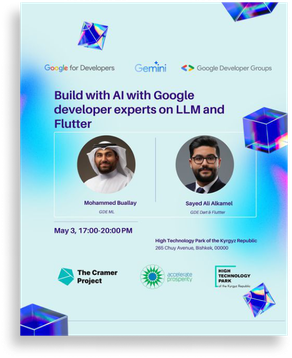 Google for Developers
Gemini
Google Developer Groups
Build with AI with Google
developer experts on LLM and
Flutter
Mohammed Buallay
GDE ML
Sayed Ali Alkamel
GDE Dart & Flutter
May 3, 17:00-20:00 PM
High Technology Park of the Kyrgyz Republic
265 Chuy Avenue, Bishkek, 00000
The Cramer
Project
accelerate
prosperity
HIGH
TECHNOLOGY
PARK
of the Kyrgyz Republic